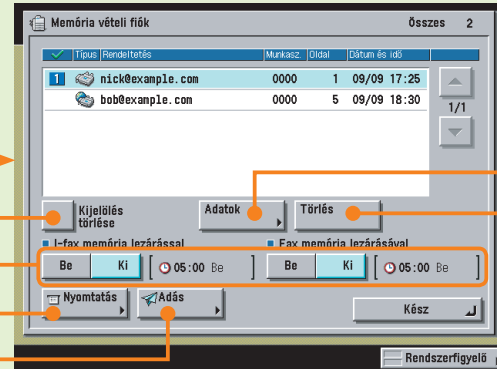 Memória vételi fiók Összes 2
Típus Rendeltetés Munkasz. Oldal Dátum és idő
1 nick@example.com 0000 1 09/09 17:25
bob@example.com 0000 5 09/09 18:30
1/1
Kijelölés törlése Adatok Törlés
I-fax memória lezárással Fax memória lezárásával
Be Ki [ 05:00 Be ] Be Ki [ 05:00 Be ]
Nyomtatás Adás
Kész
Rendszerfigyelő